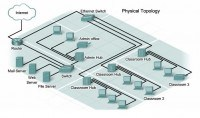 Physical Topology
Ethernet Switch
Internet
Admin office
Router
Classroom Hub
Admin Hub
Mail Server
Web Server
Switch
File Server
Classroom Hub
Classroom 3
Classroom Hub
Classroom 2
Classroom 1